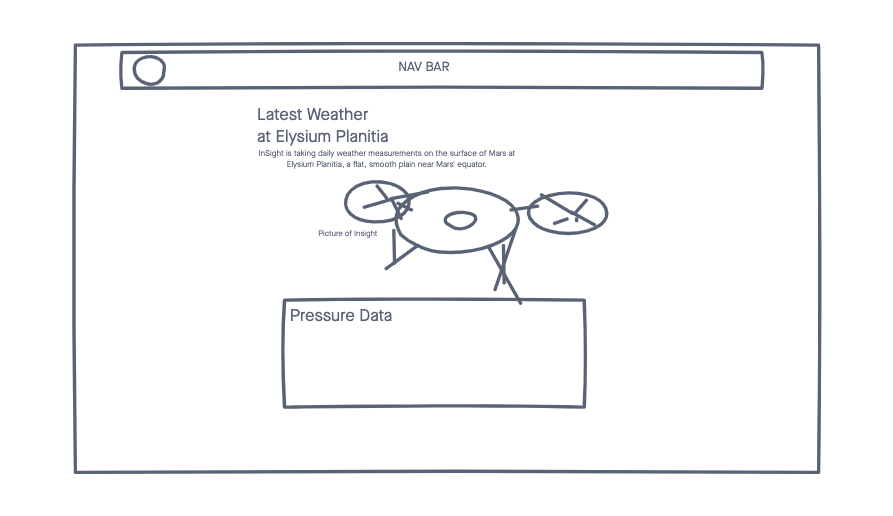 NAV BAR
Latest Weather
at Elysium Planitia
InSight is taking daily weather measurements on the surface of Mars at
Elysium Planitia, a flat, smooth plain near Mars' equator.
Picture of Insight
Pressure Data